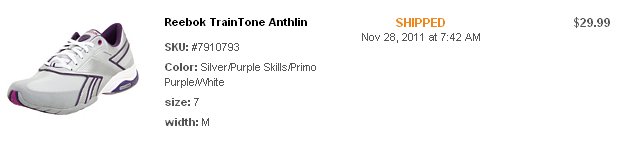 Reebok TrainTone Anthlin
SKU: #7910793
Color: Silver/Purple Skills/Primo
Purple/White
size: 7
width: M
SHIPPED
Nov 28, 2011 at 7:42 AM
$29.99